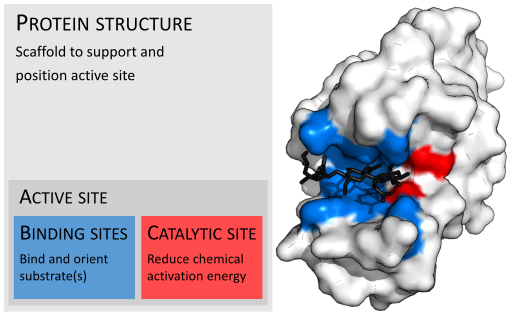 PROTEIN STRUCTURE
Scaffold to support and
position active site
ACTIVE SITE
BINDING SITES
Bind and orient
substrate(s)
CATALYTIC SITE
Reduce chemical
activation energy